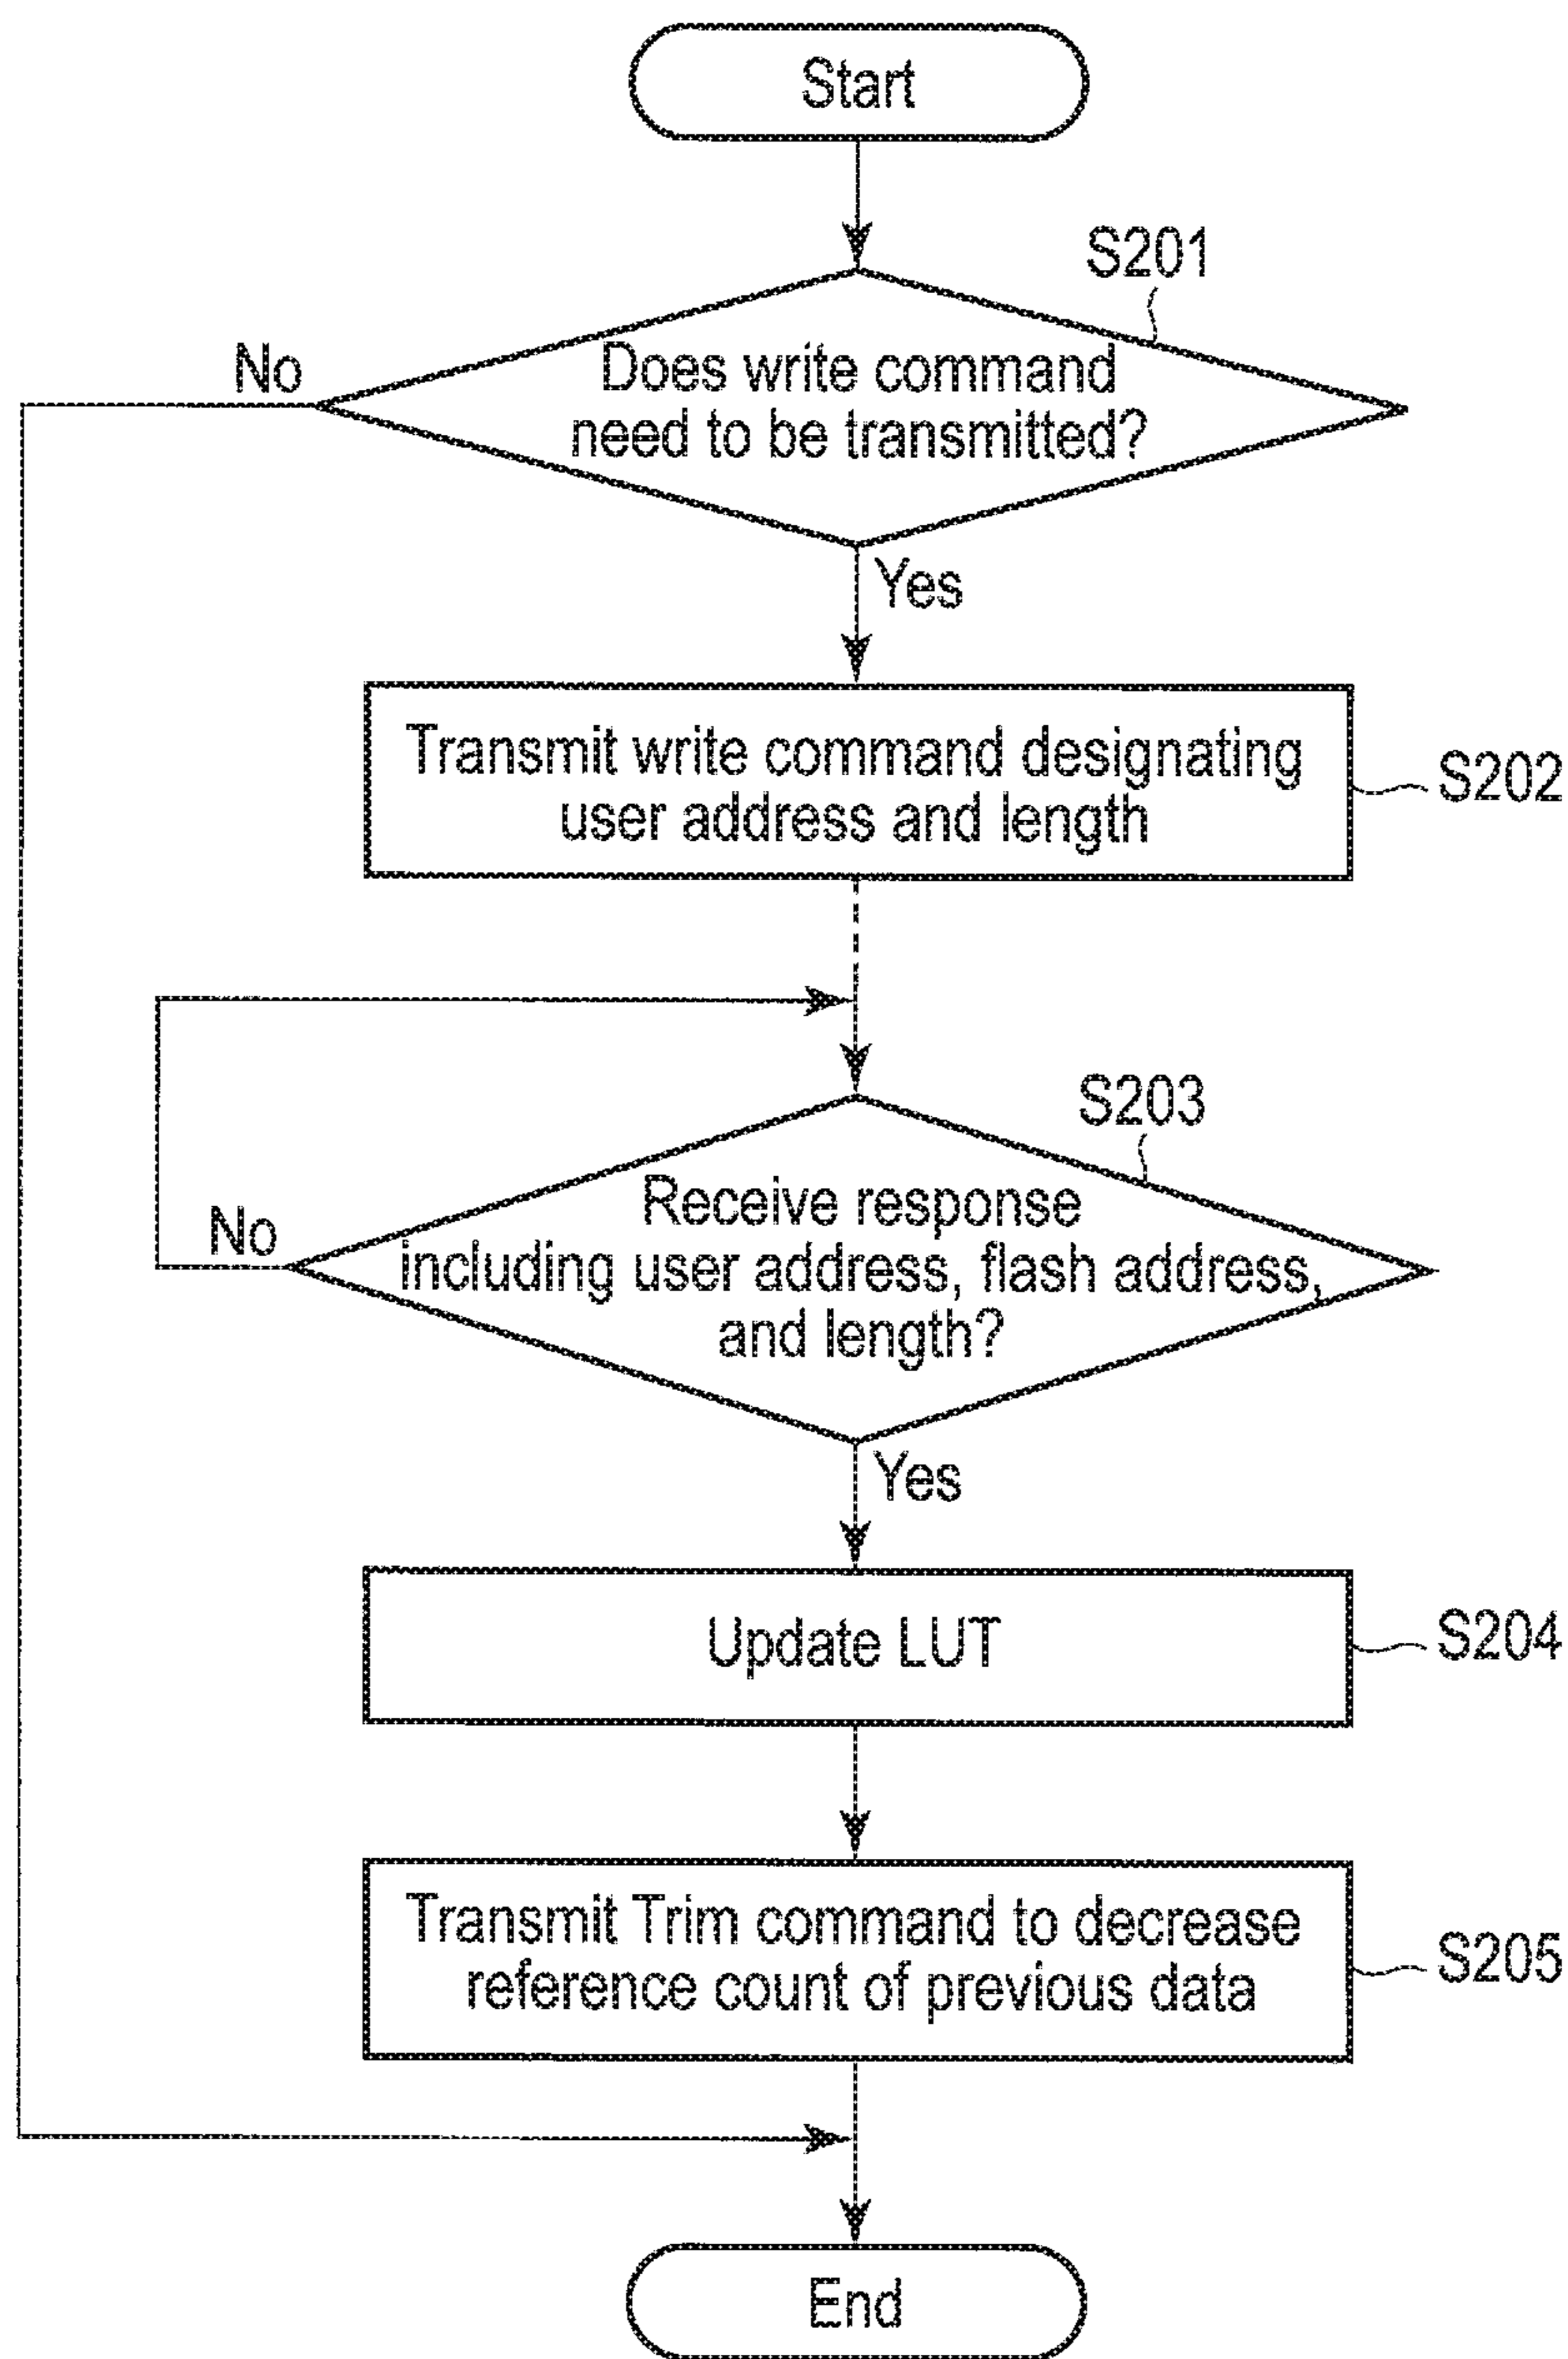 Start
S201
No
Does write command
need to be transmitted?
Yes
Transmit write command designating
user address and length
S202
S203
Receive response
including user address, flash address,
and length?
No
Yes
Update LUT
S204
Transmit Trim command to decrease
reference count of previous data
S205
End